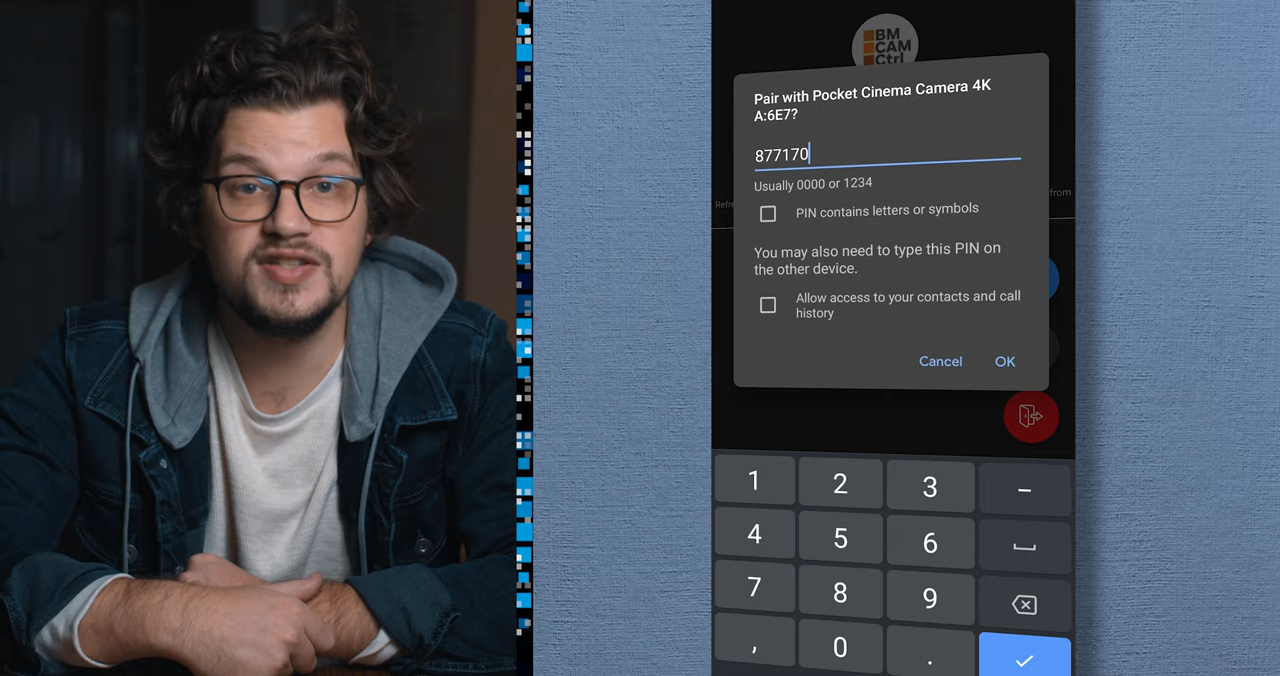 BM
CAM
Ctrl
Pair with Pocket Cinema Camera 4K
A:6E7?
877170
Usually 0000 or 1234
Refre
from
PIN contains letters or symbols
You may also need to type this PIN on
the other device.
Allow access to your contacts and call
history
Cancel OK
1 2 3 –
4 5 6
7 8 9
, 0 .